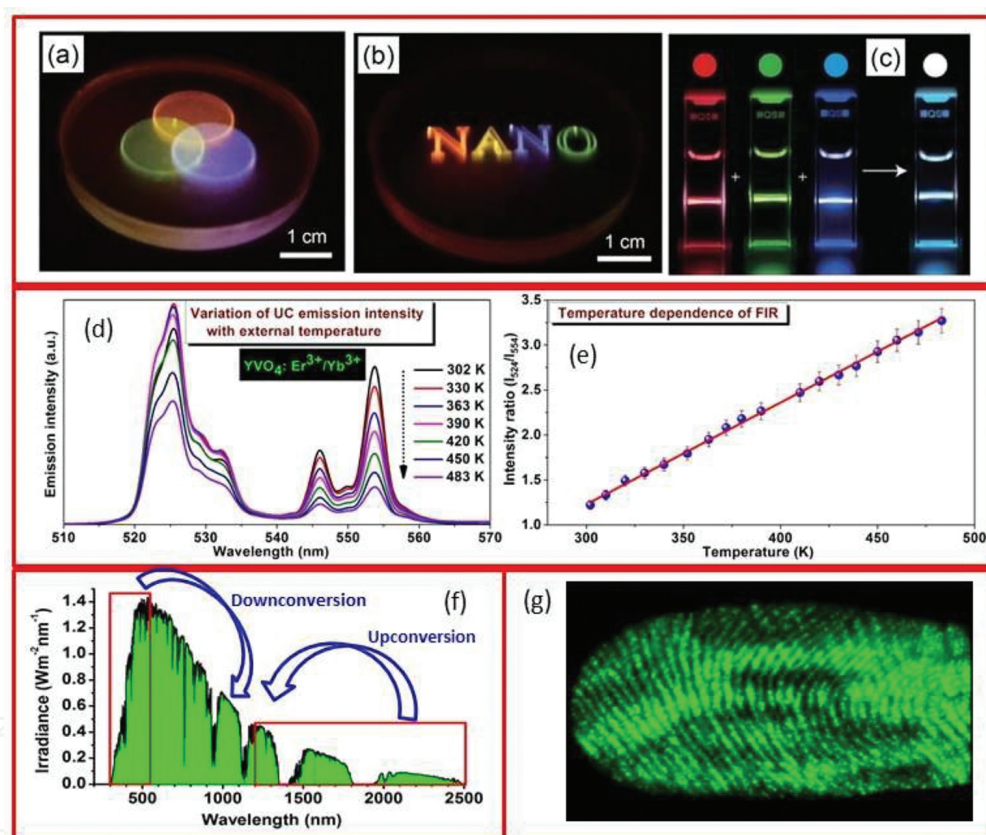 (a)
1 cm
(b)
NANO
1 cm
(c)
QS
QS
QS
QS
+
+
(d)
Variation of UC emission intensity
with external temperature
YVO₄: Er³⁺/Yb³⁺
302 K
330 K
363 K
390 K
420 K
450 K
483 K
Emission intensity (a.u.)
510 520 530 540 550 560 570
Wavelength (nm)
(e)
Temperature dependence of FIR
Intensity ratio (I₅₂₄/I₅₅₄)
3.5
3.0
2.5
2.0
1.5
1.0
300 350 400 450 500
Temperature (K)
(f)
Downconversion
Upconversion
Irradiance (Wm⁻²nm⁻¹)
1.4
1.2
1.0
0.8
0.6
0.4
0.2
0.0
500 1000 1500 2000 2500
Wavelength (nm)
(g)